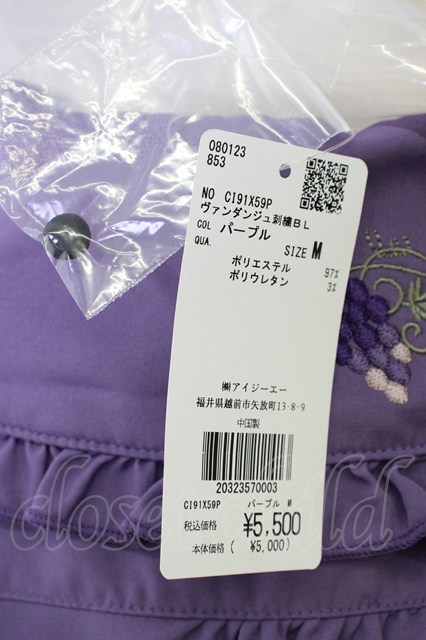 080123
853
NO CI91X59P
ヴァンダンジュ刺繍BL
COL パープル
QUA. SIZE M
ポリエステル 97%
ポリウレタン 3%
㈱アイジーエー
福井県越前市矢放町13-8-9
中国製
20323570003
CI91X59P パープル M
税込価格 ¥5,500
本体価格( ¥5,000)
closet child